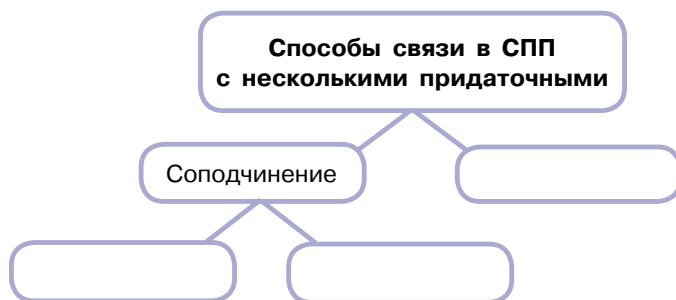 Способы связи в СПП
с несколькими придаточными
Соподчинение